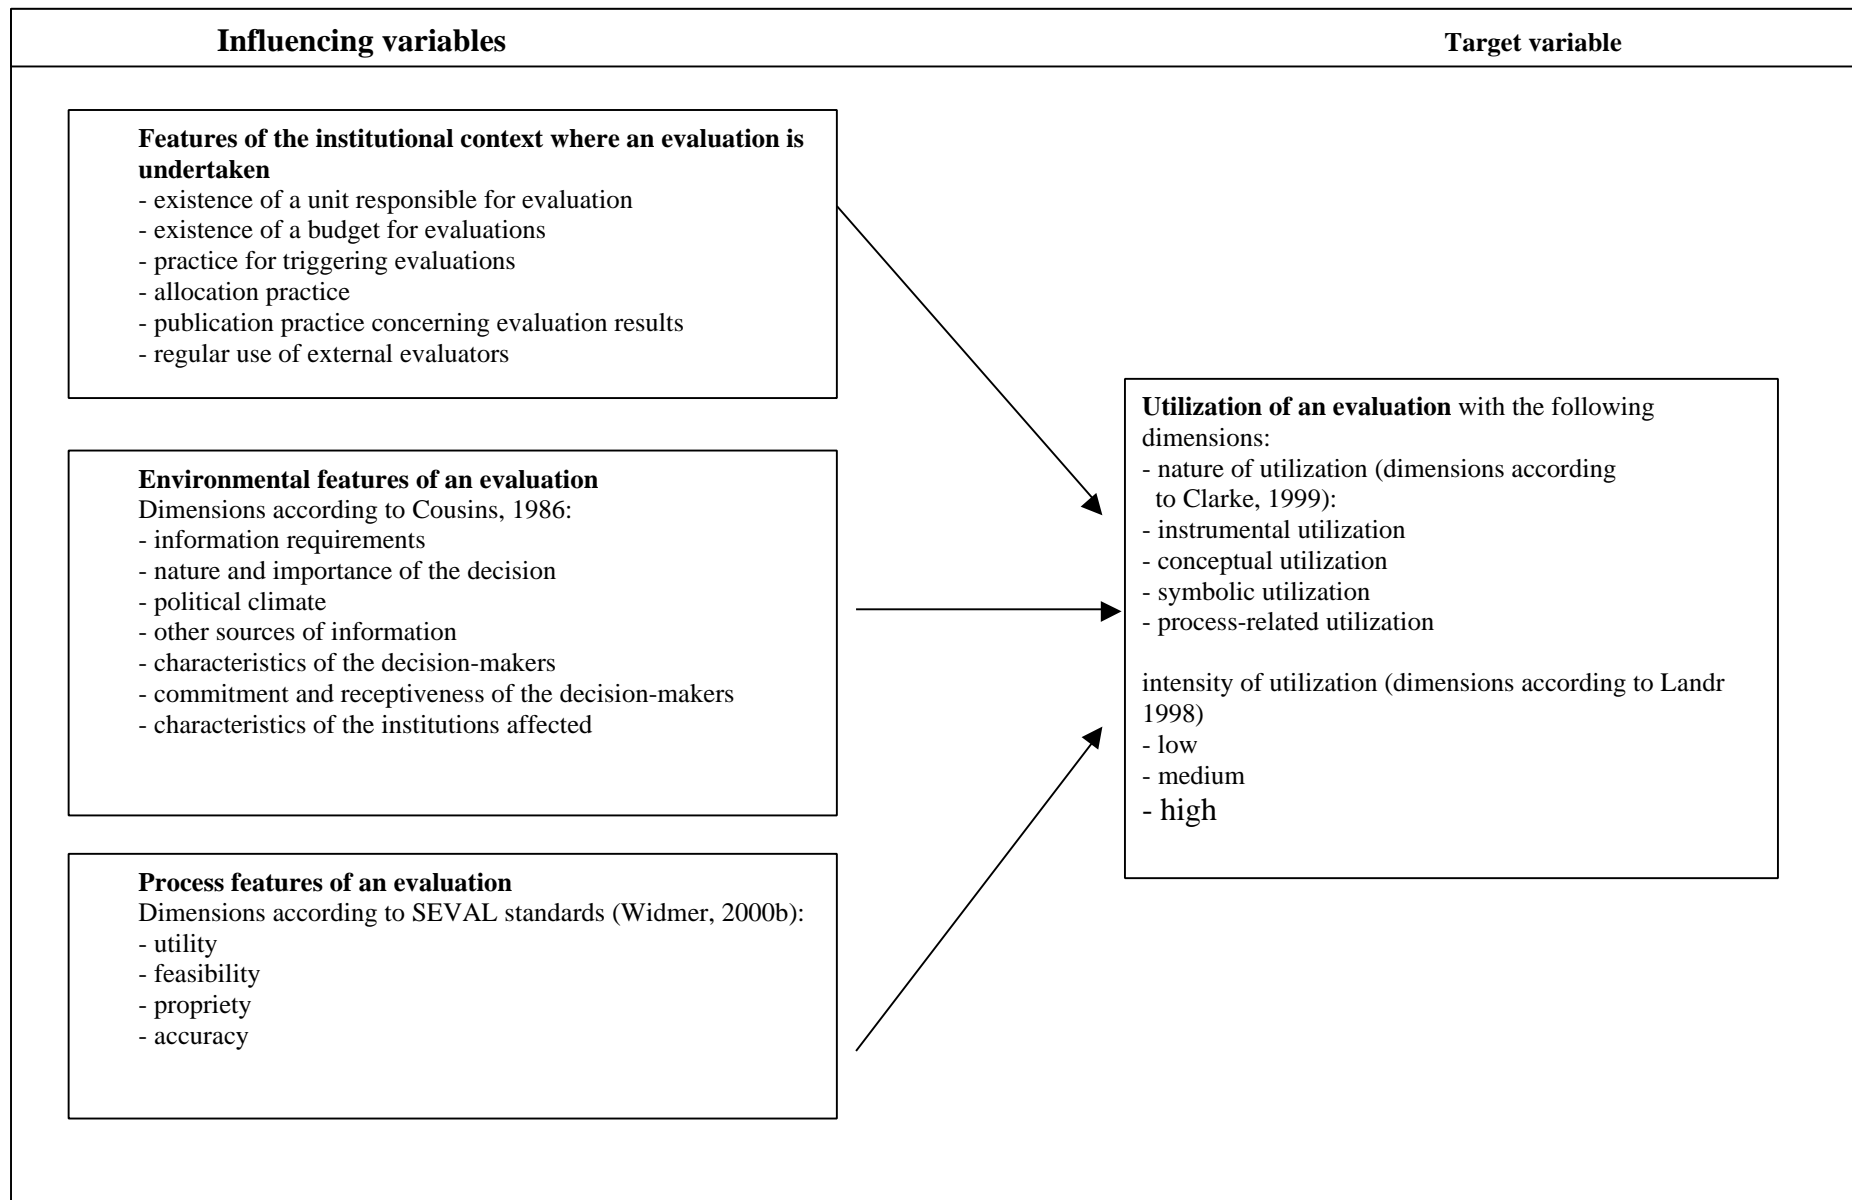 Influencing variables
Target variable
Features of the institutional context where an evaluation is
undertaken
- existence of a unit responsible for evaluation
- existence of a budget for evaluations
- practice for triggering evaluations
- allocation practice
- publication practice concerning evaluation results
- regular use of external evaluators
Environmental features of an evaluation
Dimensions according to Cousins, 1986:
- information requirements
- nature and importance of the decision
- political climate
- other sources of information
- characteristics of the decision-makers
- commitment and receptiveness of the decision-makers
- characteristics of the institutions affected
Process features of an evaluation
Dimensions according to SEVAL standards (Widmer, 2000b):
- utility
- feasibility
- propriety
- accuracy
Utilization of an evaluation with the following
dimensions:
- nature of utilization (dimensions according
to Clarke, 1999):
- instrumental utilization
- conceptual utilization
- symbolic utilization
- process-related utilization
intensity of utilization (dimensions according to Landr
1998)
- low
- medium
- high